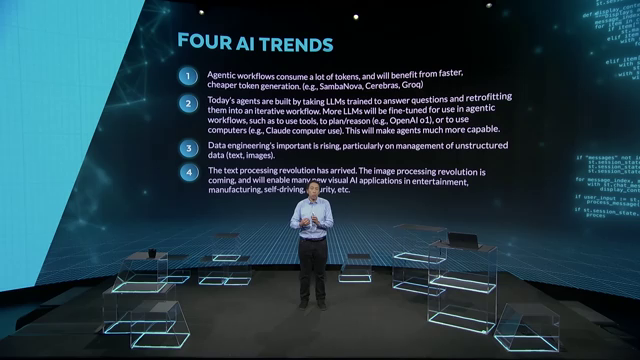 FOUR AI TRENDS
1 Agentic workflows consume a lot of tokens, and will benefit from faster,
cheaper token generation. (e.g., SambaNova, Cerebras, Groq)
2 Today's agents are built by taking LLMs trained to answer questions and retrofitting
them into an iterative workflow. More LLMs will be fine-tuned for use in agentic
workflows, such as to use tools, to plan/reason (e.g., OpenAI o1), or to use
computers (e.g., Claude computer use). This will make agents much more capable.
3 Data engineering's important is rising, particularly on management of unstructured
data (text, images).
4 The text processing revolution has arrived. The image processing revolution is
coming, and will enable many new visual AI applications in entertainment,
manufacturing, self-driving, etc.